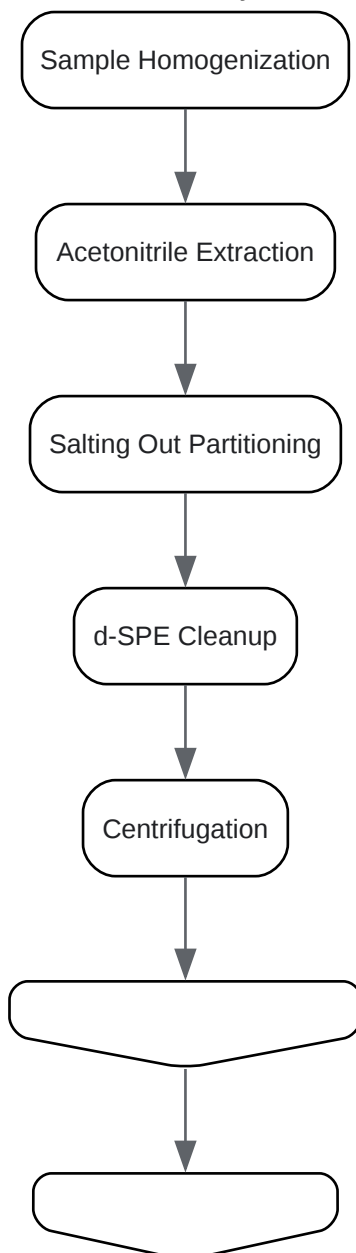 Sample Homogenization
Acetonitrile Extraction
Salting Out Partitioning
d-SPE Cleanup
Centrifugation